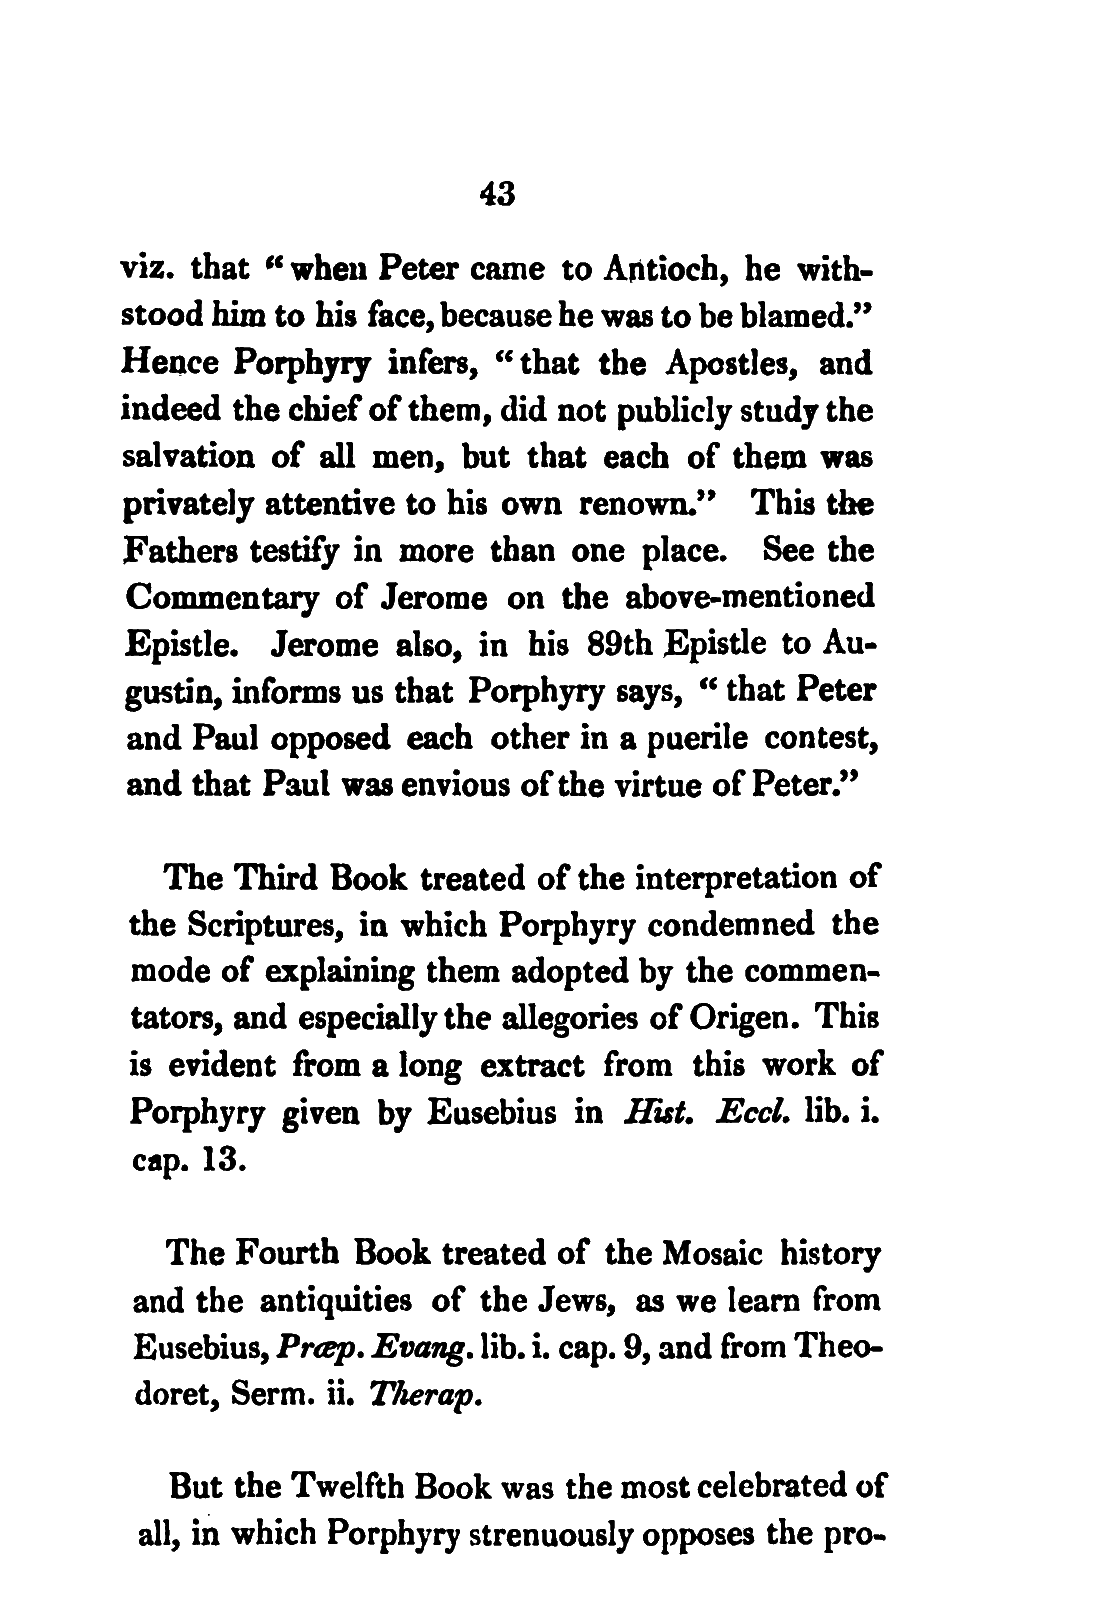 43
viz. that “when Peter came to Antioch, he with-
stood him to his face, because he was to be blamed.”
Hence Porphyry infers, “that the Apostles, and
indeed the chief of them, did not publicly study the
salvation of all men, but that each of them was
privately attentive to his own renown.” This the
Fathers testify in more than one place. See the
Commentary of Jerome on the above-mentioned
Epistle. Jerome also, in his 89th Epistle to Au-
gustin, informs us that Porphyry says, “that Peter
and Paul opposed each other in a puerile contest,
and that Paul was envious of the virtue of Peter.”
The Third Book treated of the interpretation of
the Scriptures, in which Porphyry condemned the
mode of explaining them adopted by the commen-
tators, and especially the allegories of Origen. This
is evident from a long extract from this work of
Porphyry given by Eusebius in Hist. Eccl. lib. i.
cap. 13.
The Fourth Book treated of the Mosaic history
and the antiquities of the Jews, as we learn from
Eusebius, Præp. Evang. lib. i. cap. 9, and from Theo-
doret, Serm. ii. Therap.
But the Twelfth Book was the most celebrated of
all, in which Porphyry strenuously opposes the pro-